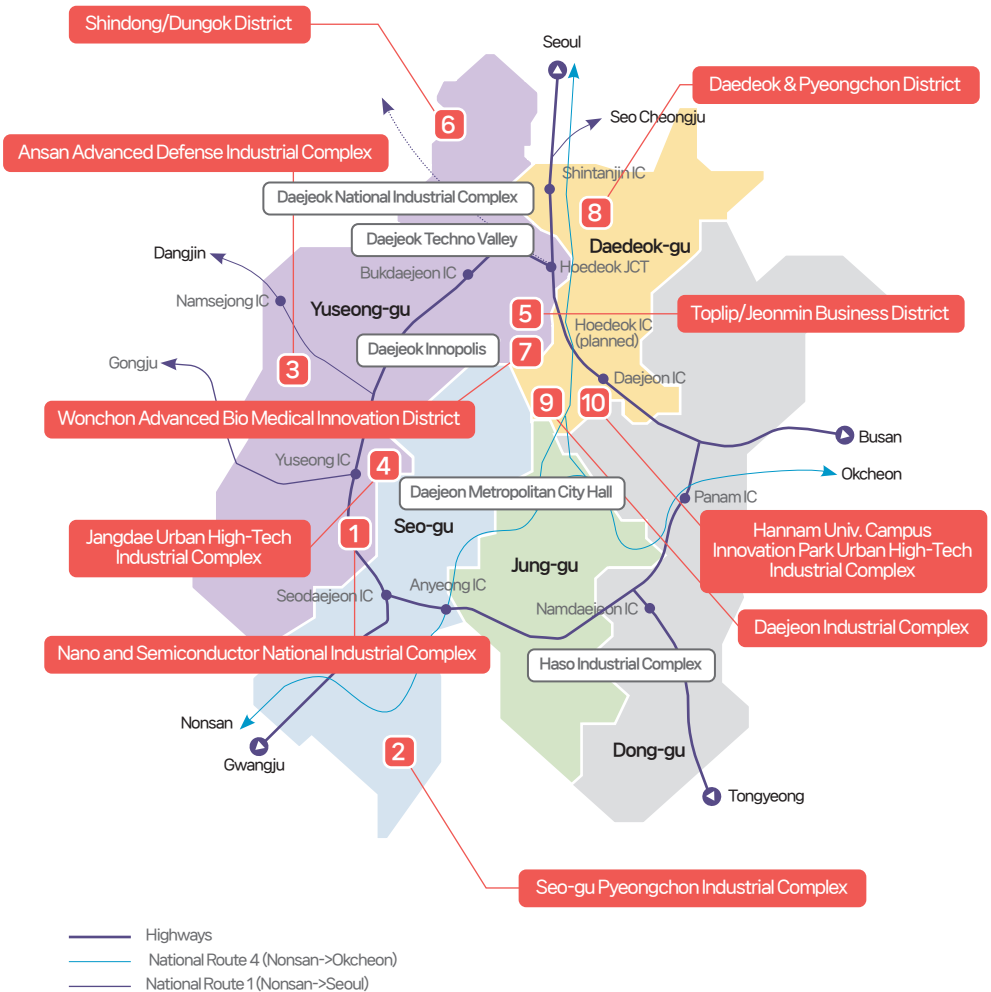 Shindong/Dungok District
Seoul
Daedeok & Pyeongchon District
Seo Cheongju
6
Ansan Advanced Defense Industrial Complex
Shintanjin IC
Daejeok National Industrial Complex
8
Daejeok Techno Valley
Daedeok-gu
Dangjin
Bukdaejeon IC
Hoedeok JCT
Namsejong IC
Yuseong-gu
5
Toplip/Jeonmin Business District
Hoedeok IC
(planned)
Daejeok Innopolis
7
Gongju
3
Daejeon IC
9
10
Wonchon Advanced Bio Medical Innovation District
Busan
Yuseong IC
4
Okcheon
Daejeon Metropolitan City Hall
Panam IC
Seo-gu
1
Jangdae Urban High-Tech
Industrial Complex
Hannam Univ. Campus
Innovation Park Urban High-Tech
Industrial Complex
Jung-gu
Anyeong IC
Seodaejeon IC
Namdaejeon IC
Daejeon Industrial Complex
Nano and Semiconductor National Industrial Complex
Haso Industrial Complex
Nonsan
2
Dong-gu
Gwangju
Tongyeong
Seo-gu Pyeongchon Industrial Complex
Highways
National Route 4 (Nonsan->Okcheon)
National Route 1 (Nonsan->Seoul)